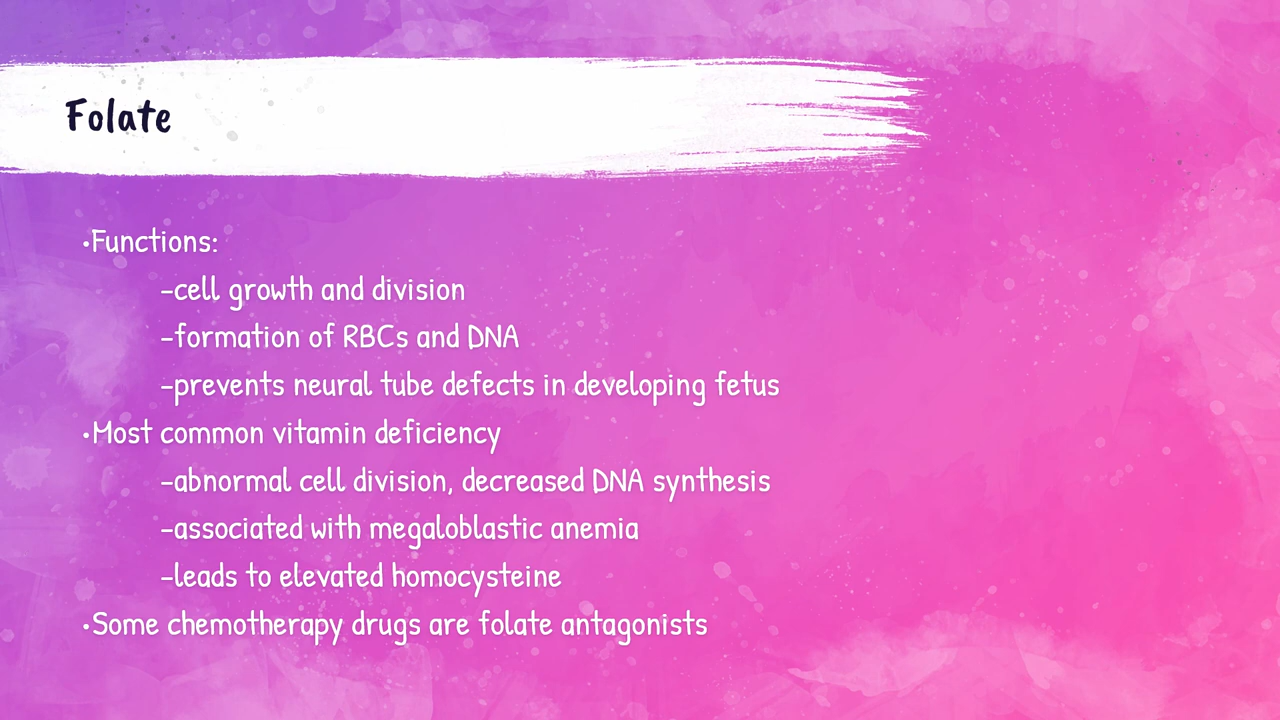 Folate
•Functions:
–cell growth and division
–formation of RBCs and DNA
–prevents neural tube defects in developing fetus
•Most common vitamin deficiency
–abnormal cell division, decreased DNA synthesis
–associated with megaloblastic anemia
–leads to elevated homocysteine
•Some chemotherapy drugs are folate antagonists